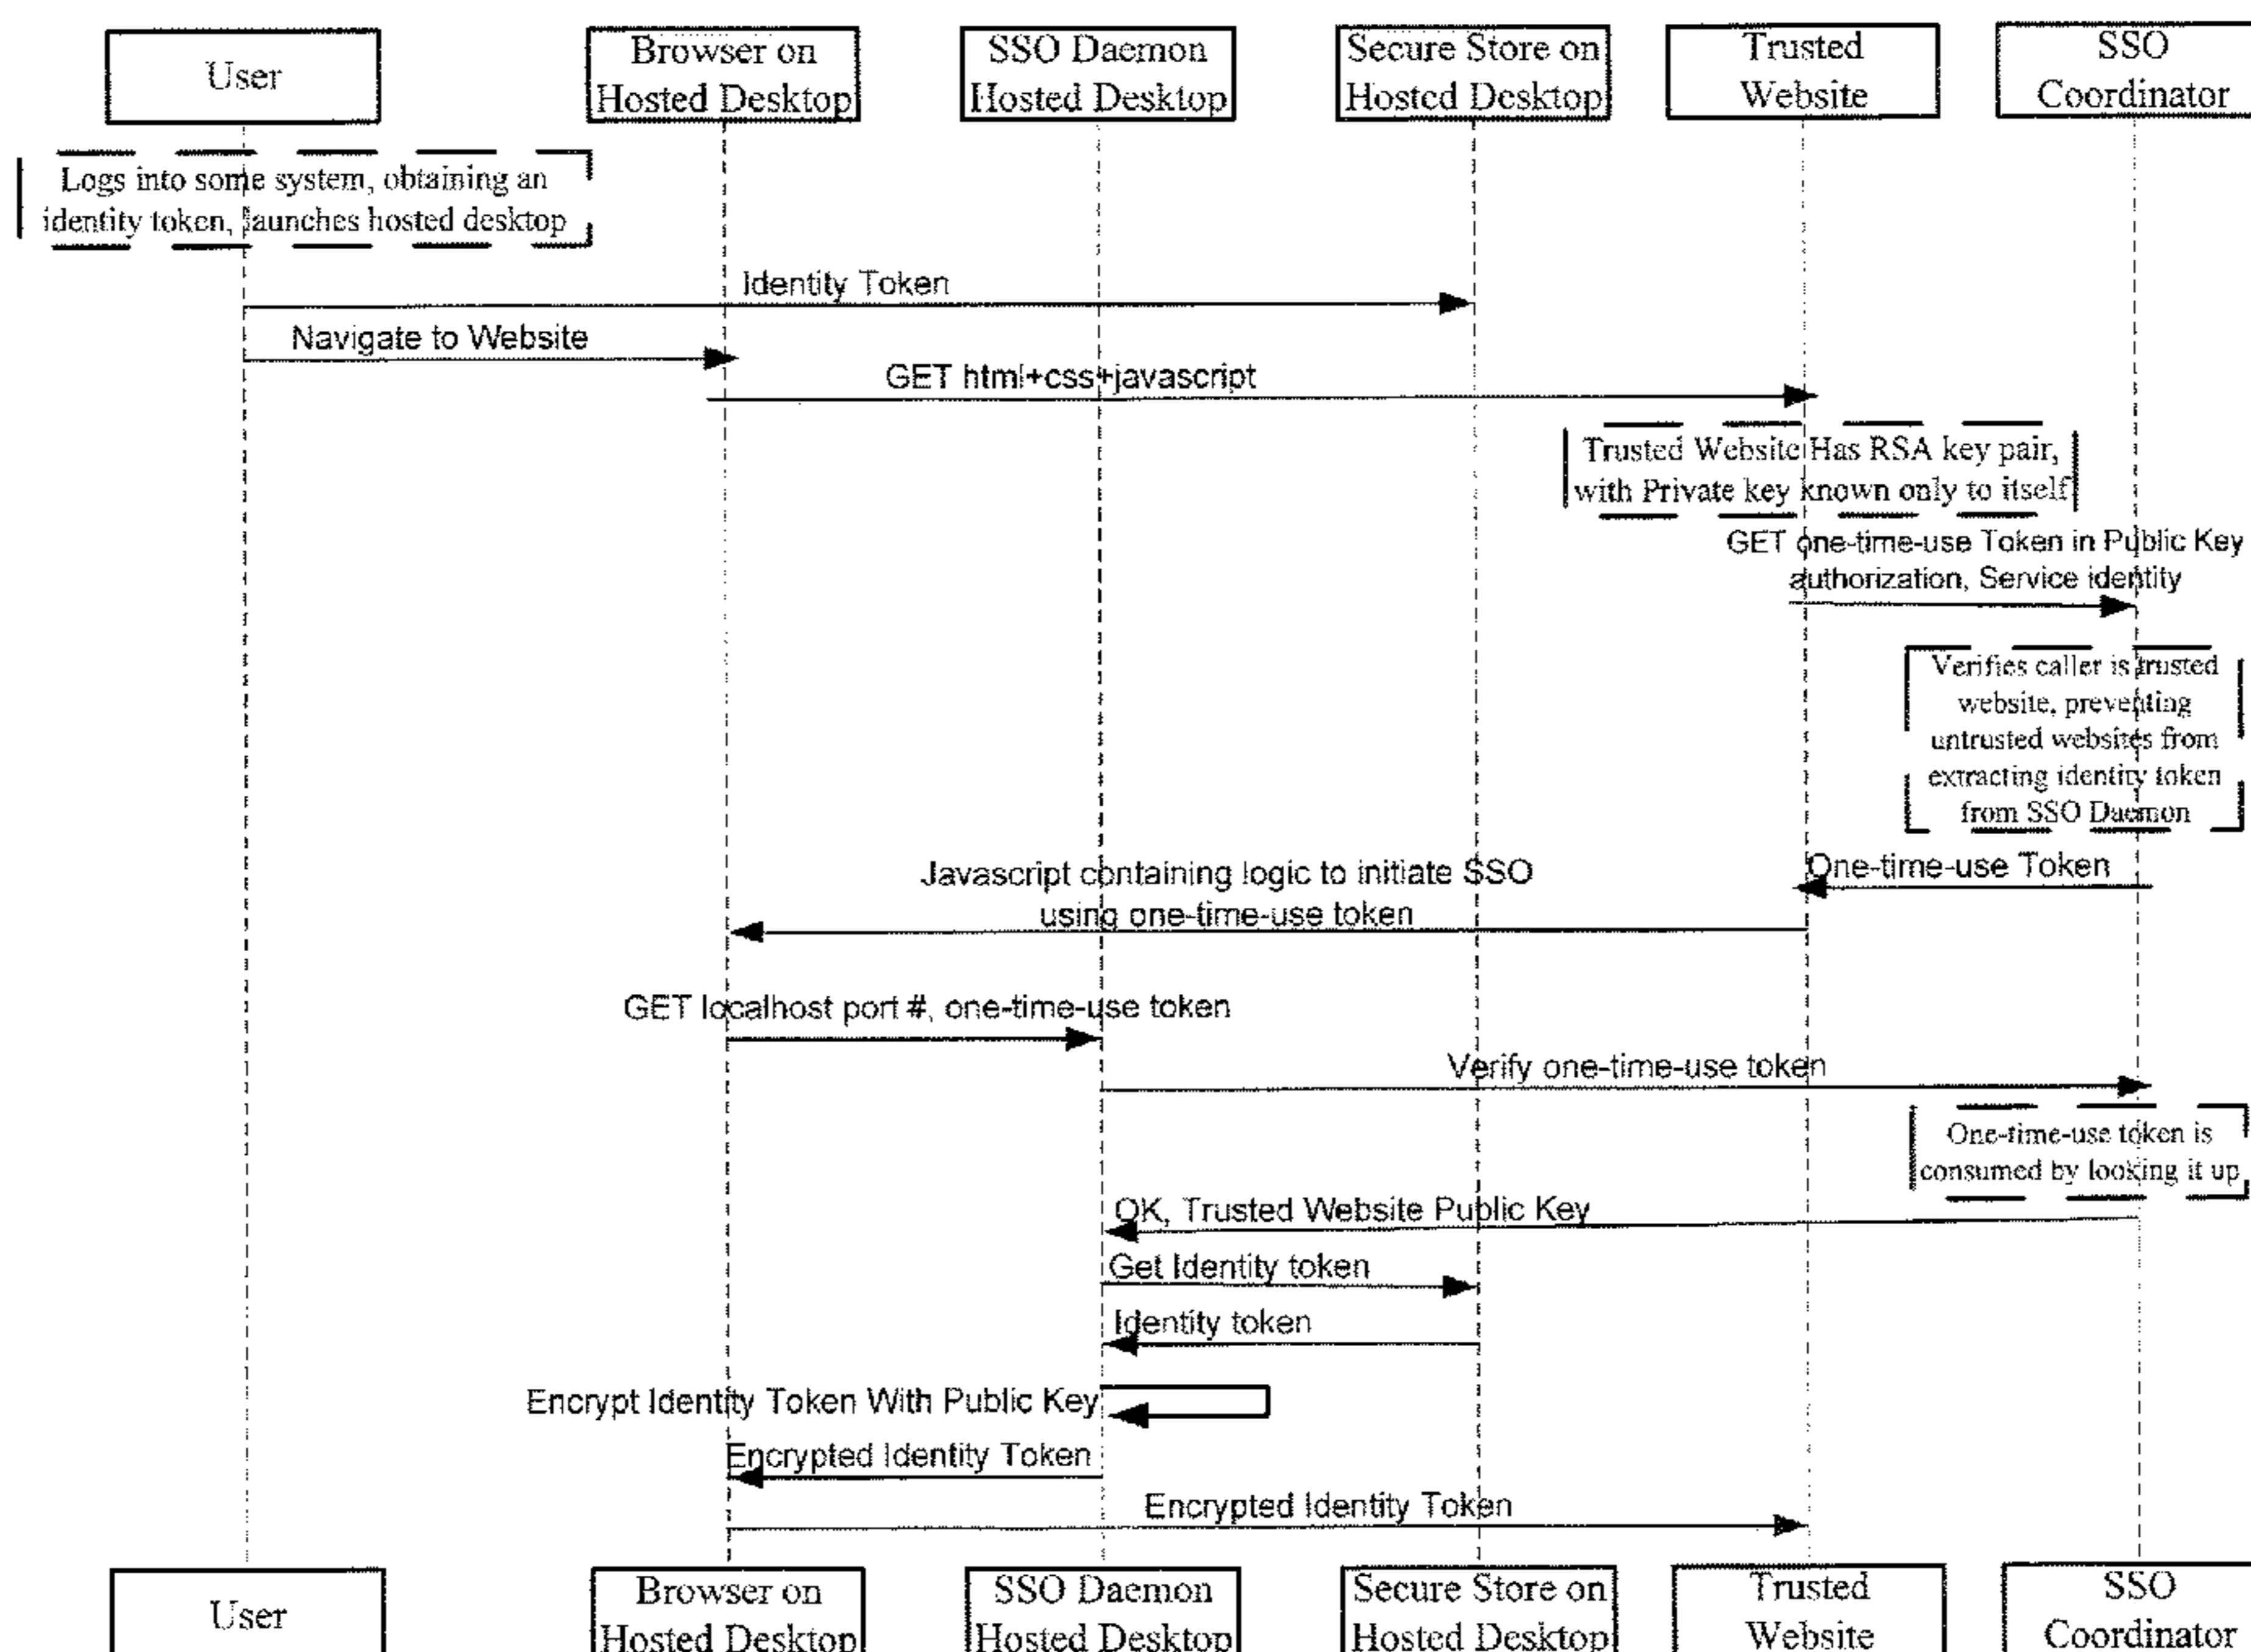 User
Browser on
Hosted Desktop
SSO Daemon
Hosted Desktop
Secure Store on
Hosted Desktop
Trusted
Website
SSO
Coordinator
Logs into some system, obtaining an
identity token, launches hosted desktop
Identity Token
Navigate to Website
GET html+css+javascript
Trusted Website Has RSA key pair,
with Private key known only to itself
GET one-time-use Token in Public Key
authorization, Service identity
Verifies caller is trusted
website, preventing
untrusted websites from
extracting identity token
from SSO Daemon
One-time-use Token
Javascript containing logic to initiate SSO
using one-time-use token
GET localhost port #, one-time-use token
Verify one-time-use token
One-time-use token is
consumed by looking it up
OK, Trusted Website Public Key
Get Identity token
Identity token
Encrypt Identity Token With Public Key
Encrypted Identity Token
Encrypted Identity Token
User
Browser on
Hosted Desktop
SSO Daemon
Hosted Desktop
Secure Store on
Hosted Desktop
Trusted
Website
SSO
Coordinator